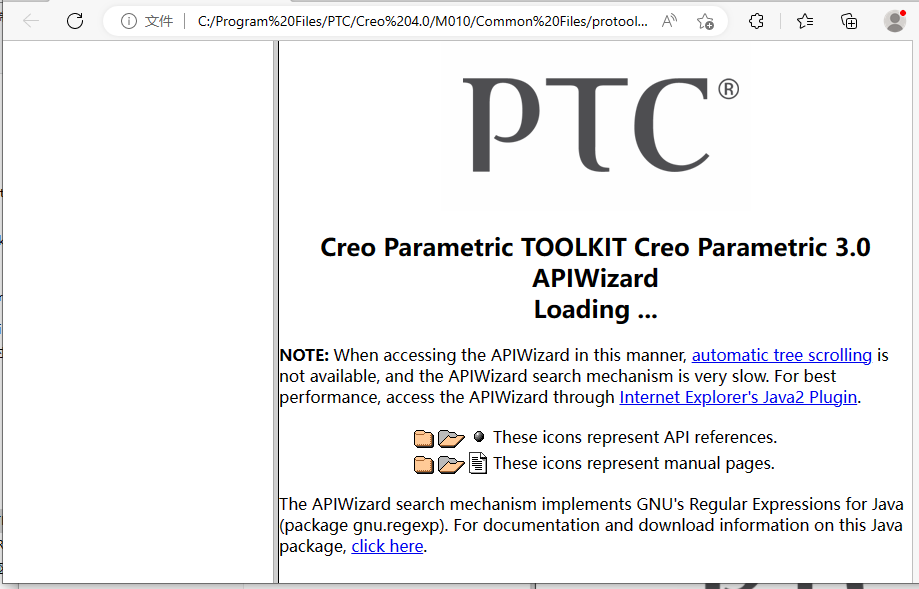 文件
C:/Program%20Files/PTC/Creo%204.0/M010/Common%20Files/protool...
PTC®
Creo Parametric TOOLKIT Creo Parametric 3.0
APIWizard
Loading ...
NOTE: When accessing the APIWizard in this manner, automatic tree scrolling is
not available, and the APIWizard search mechanism is very slow. For best
performance, access the APIWizard through Internet Explorer's Java2 Plugin.
These icons represent API references.
These icons represent manual pages.
The APIWizard search mechanism implements GNU's Regular Expressions for Java
(package gnu.regexp). For documentation and download information on this Java
package, click here.